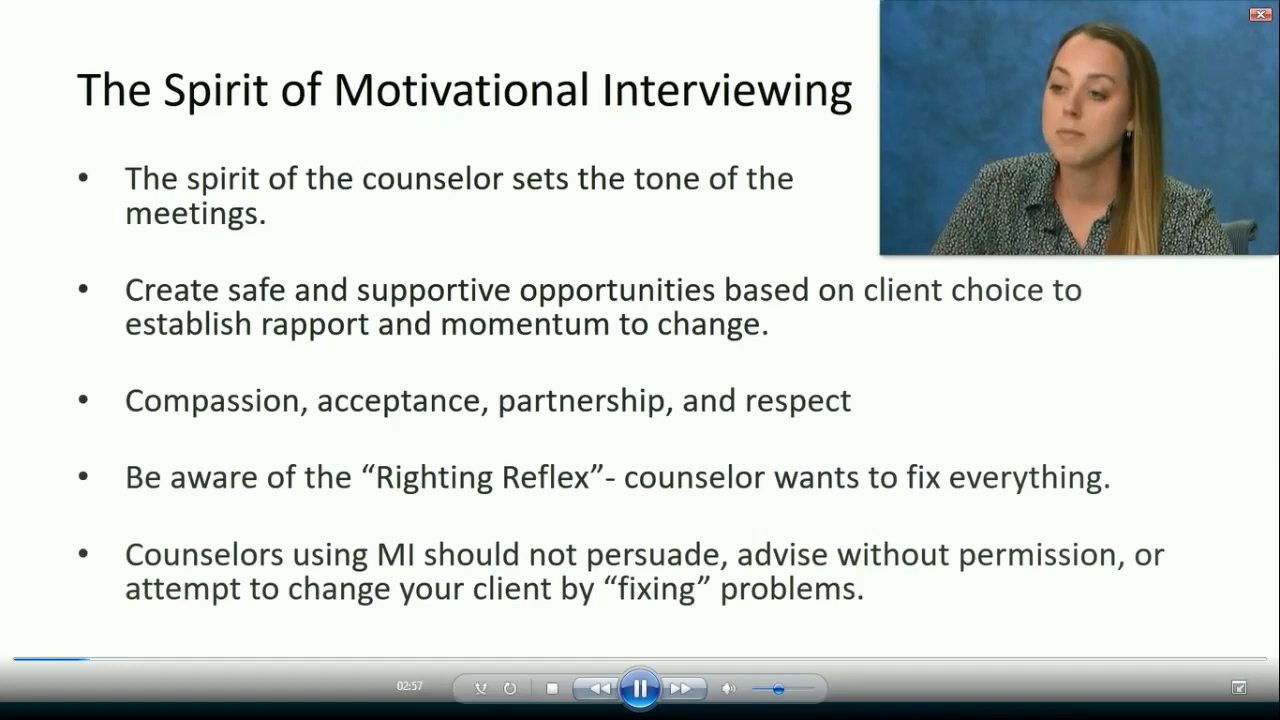 The Spirit of Motivational Interviewing
• The spirit of the counselor sets the tone of the
meetings.
• Create safe and supportive opportunities based on client choice to
establish rapport and momentum to change.
• Compassion, acceptance, partnership, and respect
• Be aware of the “Righting Reflex”- counselor wants to fix everything.
• Counselors using MI should not persuade, advise without permission, or
attempt to change your client by “fixing” problems.
02:57